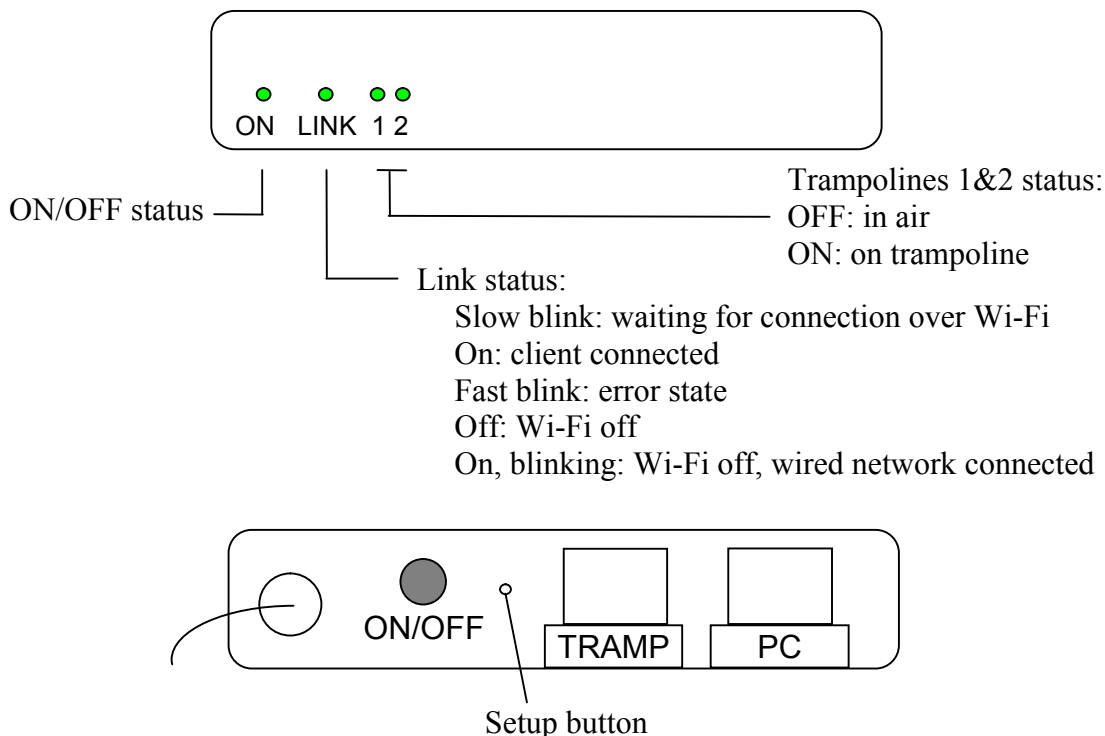 ON LINK 1 2
ON/OFF status
Trampolines 1&2 status:
OFF: in air
ON: on trampoline
Link status:
Slow blink: waiting for connection over Wi-Fi
On: client connected
Fast blink: error state
Off: Wi-Fi off
On, blinking: Wi-Fi off, wired network connected
ON/OFF
TRAMP
PC
Setup button